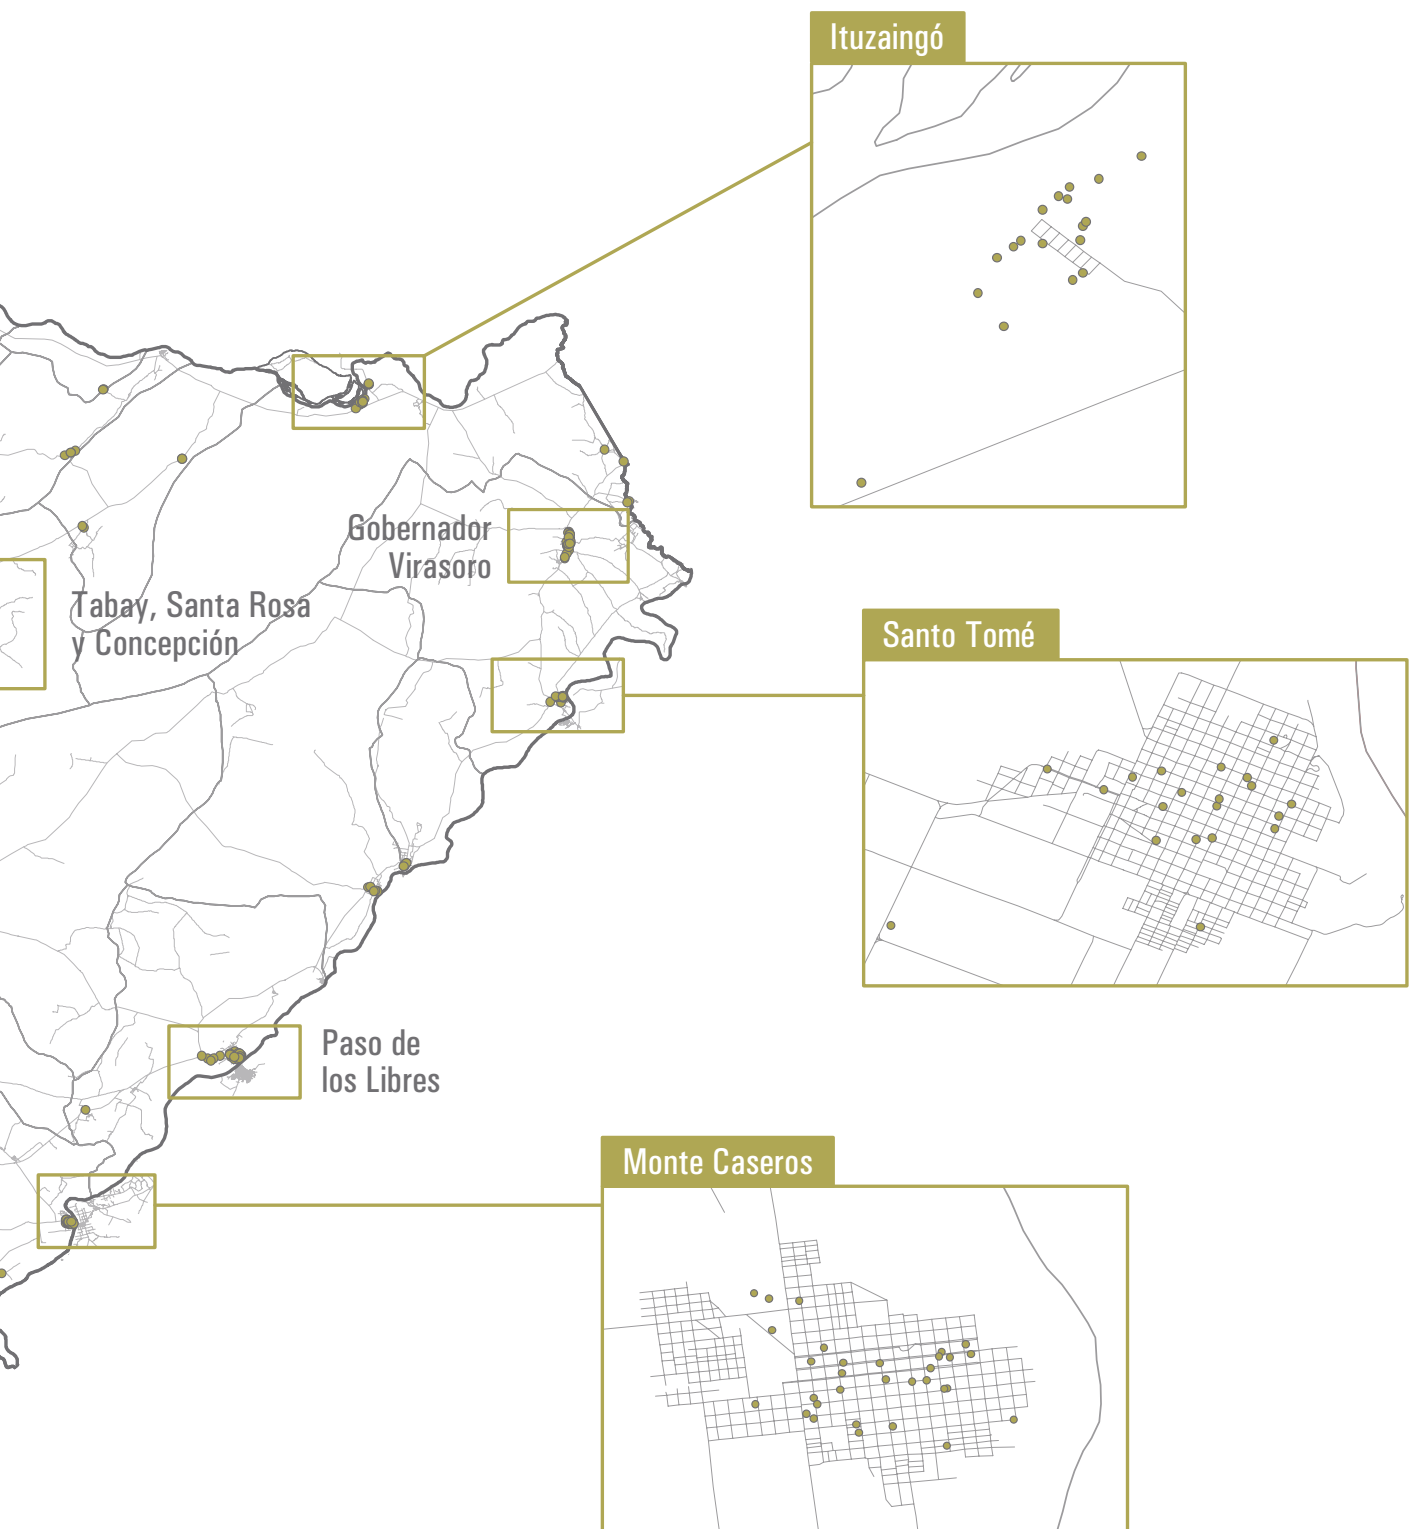 Ituzaingó
Gobernador
Virasoro
Tabay, Santa Rosa
y Concepción
Santo Tomé
Paso de
los Libres
Monte Caseros